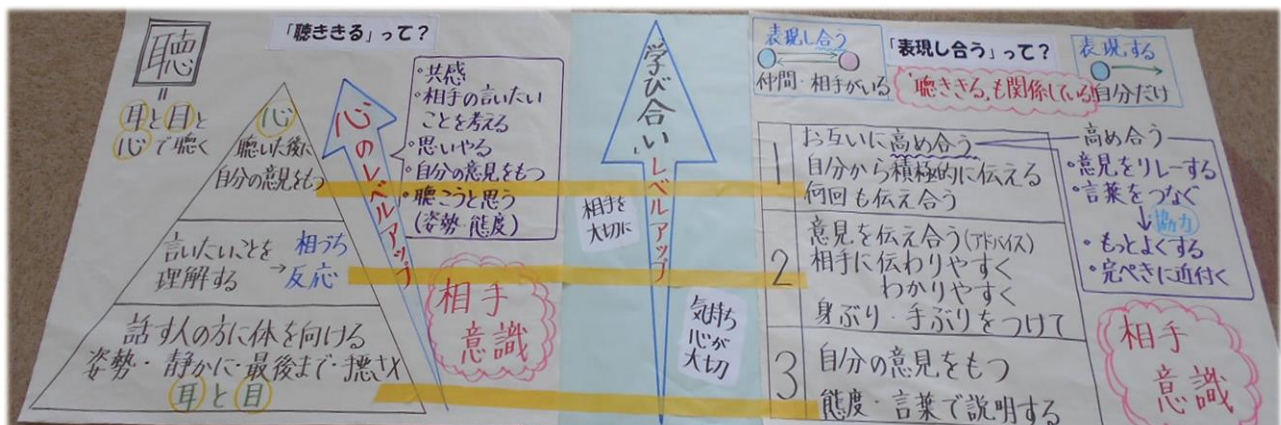 聴
「聴ききる」って?
=
耳と目と
心で聴く
心
聴いた後に
自分の意見をもつ
言いたいことを
理解する
→
相づち
反応
話す人の方に体を向ける
姿勢・静かに・最後まで・聴き
耳と目
心のレベルアップ
・共感
・相手の言いたい
ことを考える
・思いやる
・自分の意見をもつ
・聴こうと思う
(姿勢・態度)
相手
意識
学び合いレベルアップ
相手を
大切に
気持ち
心が
大切
表現し合う
仲間・相手がいる
「表現し合う」って?
「聴ききる」も関係している!
表現する
自分だけ
1
お互いに高め合う
自分から積極的に伝える
何回も伝え合う
2
意見を伝え合う(アドバイス)
相手に伝わりやすく
わかりやすく
身ぶり・手ぶりをつけて
3
自分の意見をもつ
態度・言葉で説明する
高め合う
・意見をリレーする
・言葉をつなぐ
↓協力
・もっとよくする
・完ぺきに近付く
相手
意識